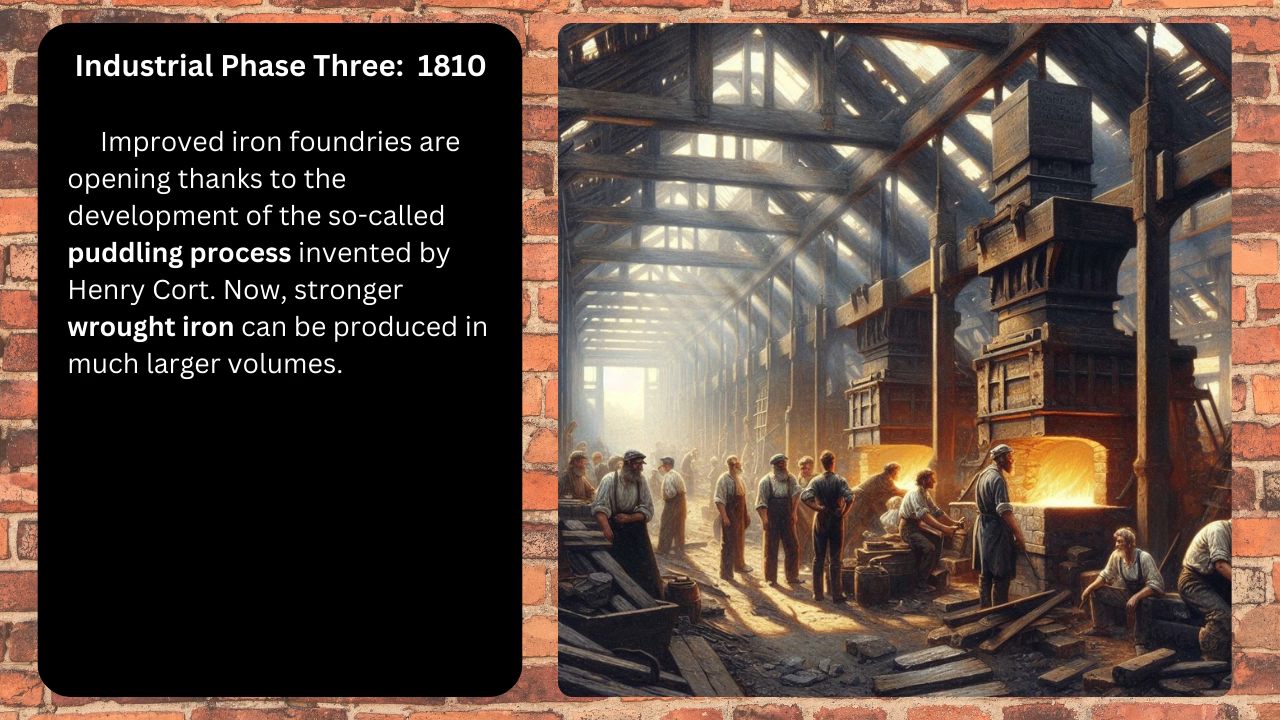 Industrial Phase Three:  1810
Improved iron foundries are
opening thanks to the
development of the so-called
puddling process invented by
Henry Cort. Now, stronger
wrought iron can be produced in
much larger volumes.